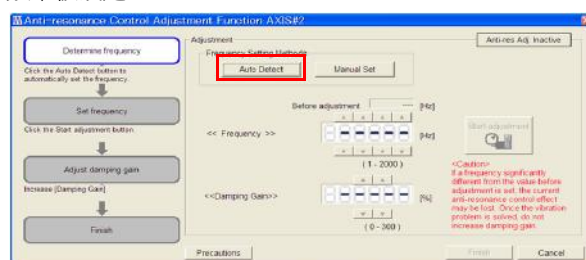 Anti-resonance Control Adjustment Function AXIS#2
Determine frequency
Click the Auto Detect button to
automatically set the frequency.
Set frequency
Click the Start adjustment button.
Adjust damping gain
Increase [Damping Gain]
Finish
Adjustment
Frequency Setting Methods
Auto Detect
Manual Set
Anti-res Adj. Inactive
Before adjustment
---- [Hz]
<< Frequency >>
[Hz]
(1 - 2000 )
Start adjustment
<<Damping Gain>>
[%]
( 0 - 300 )
<Caution>
If a frequency significantly
different from the value before
adjustment is set, the current
anti-resonance control effect
may be lost. Once the vibration
problem is solved, do not
increase damping gain.
Precautions
Finish
Cancel